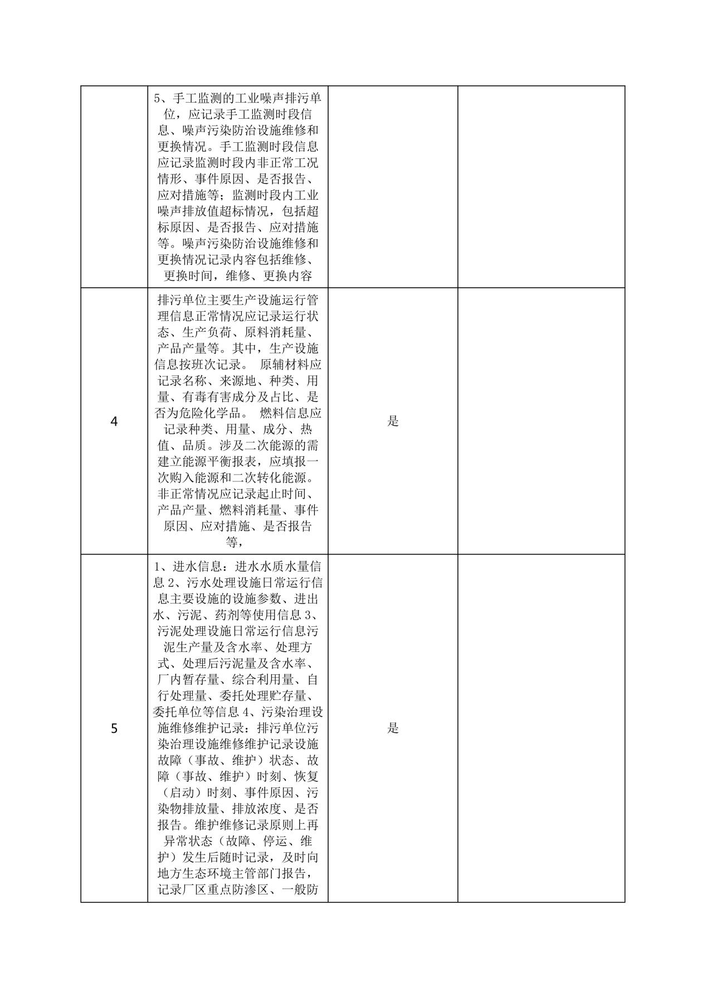 5、手工监测的工业噪声排污单
位，应记录手工监测时段信
息、噪声污染防治设施维修和
更换情况。手工监测时段信息
应记录监测时段内非正常工况
情形、事件原因、是否报告、
应对措施等；监测时段内工业
噪声排放值超标情况，包括超
标原因、是否报告、应对措施
等。噪声污染防治设施维修和
更换情况记录内容包括维修、
更换时间，维修、更换内容
4
排污单位主要生产设施运行管
理信息正常情况应记录运行状
态、生产负荷、原料消耗量、
产品产量等。其中，生产设施
信息按班次记录。 原辅材料应
记录名称、来源地、种类、用
量、有毒有害成分及占比、是
否为危险化学品。 燃料信息应
记录种类、用量、成分、热
值、品质。涉及二次能源的需
建立能源平衡报表，应填报一
次购入能源和二次转化能源。
非正常情况应记录起止时间、
产品产量、燃料消耗量、事件
原因、应对措施、是否报告
等，
是
5
1、进水信息：进水水质水量信
息2、污水处理设施日常运行信
息主要设施的设施参数、进出
水、污泥、药剂等使用信息3、
污泥处理设施日常运行信息污
泥生产量及含水率、处理方
式、处理后污泥量及含水率、
厂内暂存量、综合利用量、自
行处理量、委托处理贮存量、
委托单位等信息4、污染治理设
施维修维护记录：排污单位污
染治理设施维修维护记录设施
故障（事故、维护）状态、故
障（事故、维护）时刻、恢复
（启动）时刻、事件原因、污
染物排放量、排放浓度、是否
报告。维护维修记录原则上再
异常状态（故障、停运、维
护）发生后随时记录，及时向
地方生态环境主管部门报告，
记录厂区重点防渗区、一般防
是